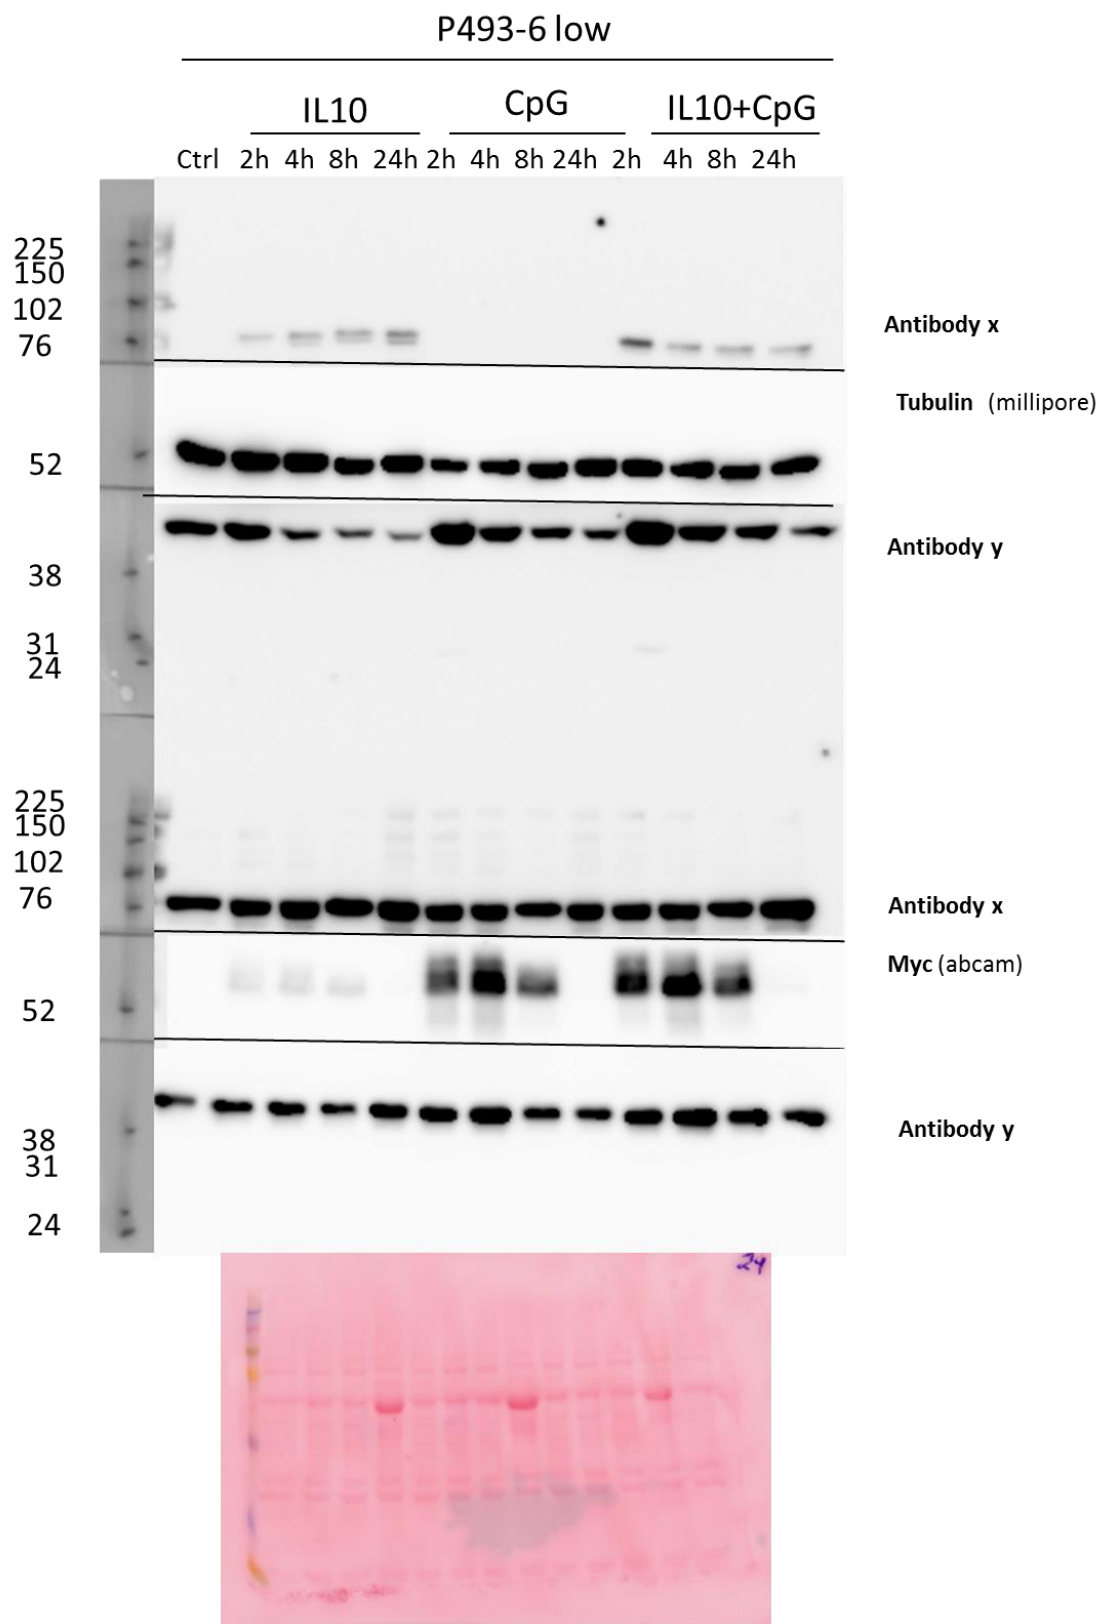 P493-6 low
IL10 CpG IL10+CpG
Ctrl 2h 4h 8h 24h 2h 4h 8h 24h 2h 4h 8h 24h
225
150
102
Antibody x
76
Tubulin (millipore)
52
Antibody y
38
31
24
225
150
102
76
Antibody x
Myc (abcam)
52
Antibody y
38
31
24
24